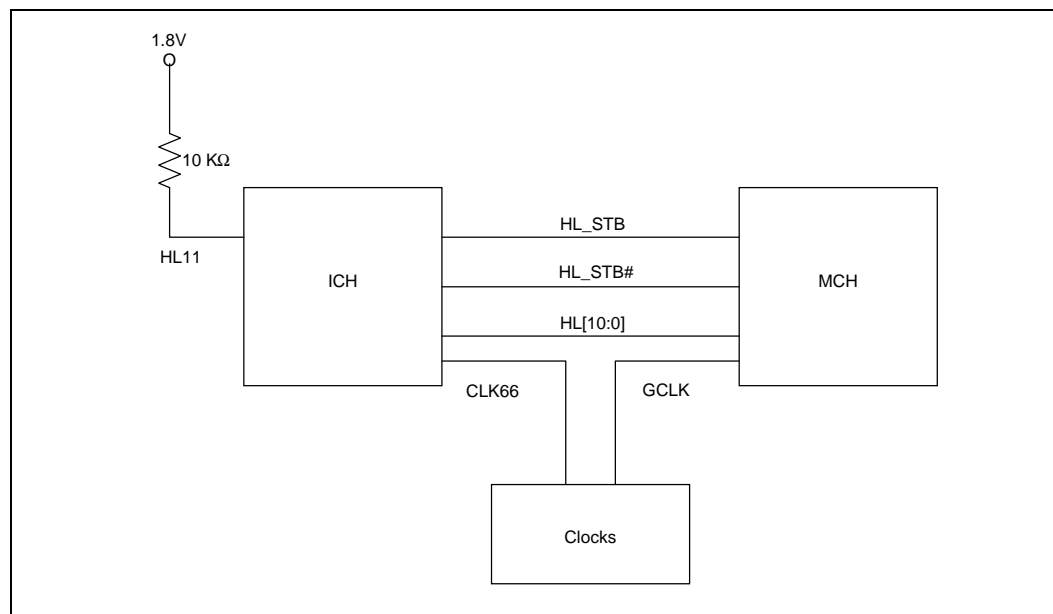 1.8V
10 KΩ
HL11
ICH
HL_STB
HL_STB#
HL[10:0]
MCH
CLK66
GCLK
Clocks